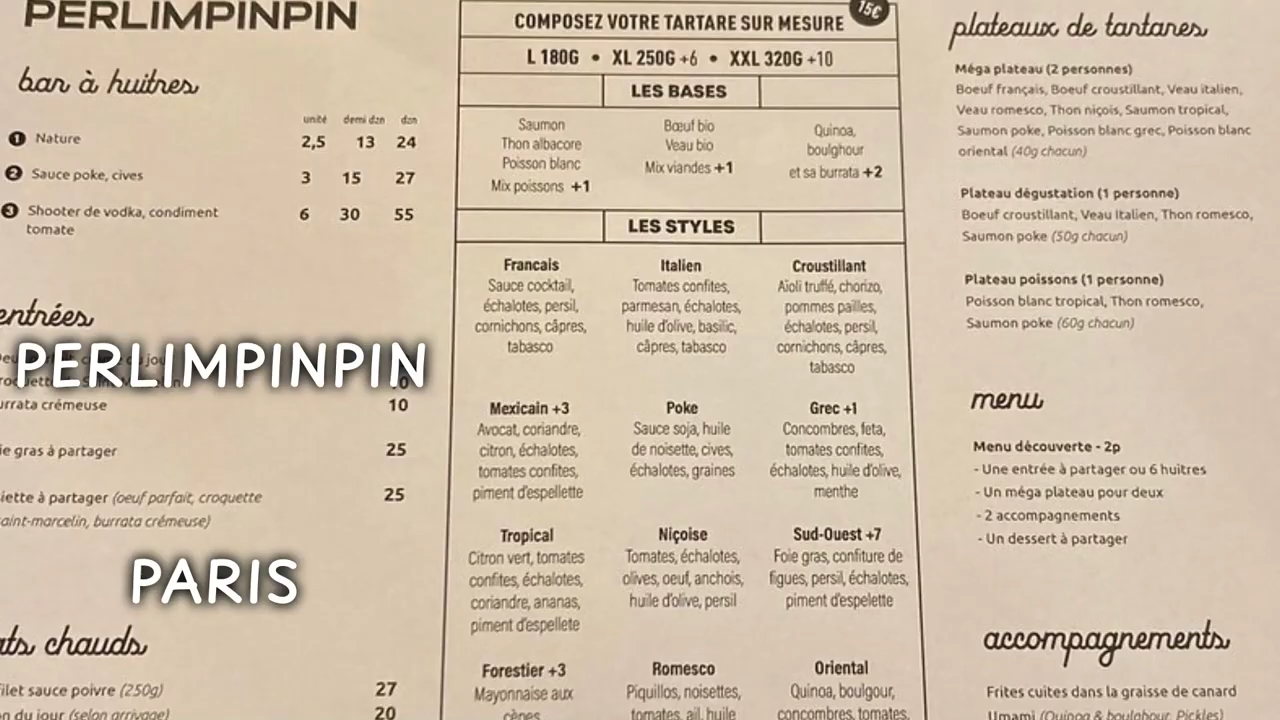 PERLIMPINPIN
bar à huitres
unité demi dzn dzn
1 Nature 2,5 13 24
2 Sauce poke, cives 3 15 27
3 Shooter de vodka, condiment 6 30 55
tomate
entrées
PERLIMPINPIN
urrata crémeuse 10
ie gras à partager 25
iette à partager (oeuf parfait, croquette 25
saint-marcelin, burrata crémeuse)
PARIS
ats chauds
filet sauce poivre (250g) 27
on du jour (selon arrivage) 20
COMPOSEZ VOTRE TARTARE SUR MESURE 15€
L 180G • XL 250G +6 • XXL 320G +10
LES BASES
Saumon
Thon albacore
Poisson blanc
Mix poissons +1
Bœuf bio
Veau bio
Mix viandes +1
Quinoa,
boulghour
et sa burrata +2
LES STYLES
Francais
Sauce cocktail,
échalotes, persil,
cornichons, câpres,
tabasco
Italien
Tomates confites,
parmesan, échalotes,
huile d'olive, basilic,
câpres, tabasco
Croustillant
Aïoli truffé, chorizo,
pommes pailles,
échalotes, persil,
cornichons, câpres,
tabasco
Mexicain +3
Avocat, coriandre,
citron, échalotes,
tomates confites,
piment d'espellette
Poke
Sauce soja, huile
de noisette, cives,
échalotes, graines
Grec +1
Concombres, feta,
tomates confites,
échalotes, huile d'olive,
menthe
Tropical
Citron vert, tomates
confites, échalotes,
coriandre, ananas,
piment d'espellete
Niçoise
Tomates, échalotes,
olives, oeuf, anchois,
huile d'olive, persil
Sud-Ouest +7
Foie gras, confiture de
figues, persil, échalotes,
piment d'espelette
Forestier +3
Mayonnaise aux
cèpes,
Romesco
Piquillos, noisettes,
tomates, ail, huile
Oriental
Quinoa, boulgour,
concombres, tomates,
plateaux de tartares
Méga plateau (2 personnes)
Boeuf français, Boeuf croustillant, Veau italien,
Veau romesco, Thon niçois, Saumon tropical,
Saumon poke, Poisson blanc grec, Poisson blanc
oriental (40g chacun)
Plateau dégustation (1 personne)
Boeuf croustillant, Veau Italien, Thon romesco,
Saumon poke (50g chacun)
Plateau poissons (1 personne)
Poisson blanc tropical, Thon romesco,
Saumon poke (60g chacun)
menu
Menu découverte - 2p
- Une entrée à partager ou 6 huitres
- Un méga plateau pour deux
- 2 accompagnements
- Un dessert à partager
accompagnements
Frites cuites dans la graisse de canard
Umami (Quinoa & boulahour, Pickles)